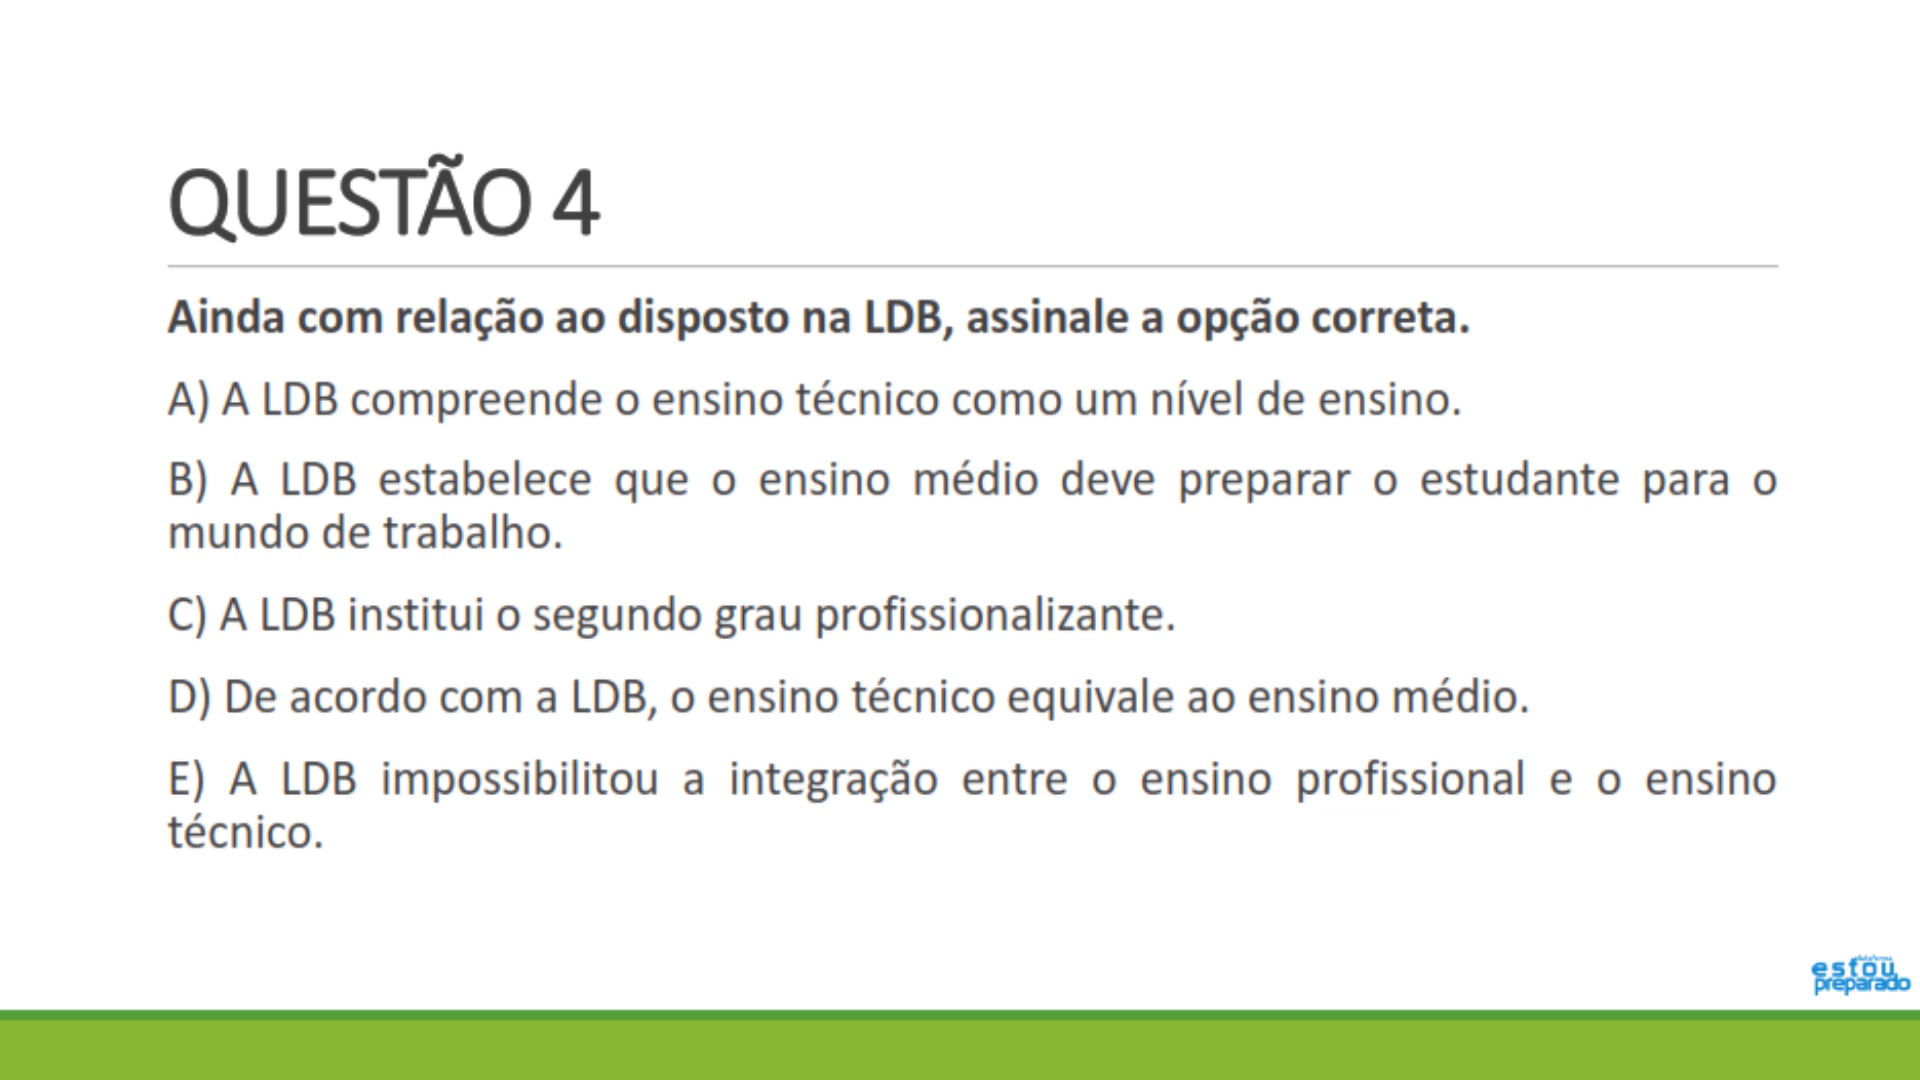 QUESTÃO 4
Ainda com relação ao disposto na LDB, assinale a opção correta.
A) A LDB compreende o ensino técnico como um nível de ensino.
B) A LDB estabelece que o ensino médio deve preparar o estudante para o
mundo de trabalho.
C) A LDB institui o segundo grau profissionalizante.
D) De acordo com a LDB, o ensino técnico equivale ao ensino médio.
E) A LDB impossibilitou a integração entre o ensino profissional e o ensino
técnico.
estou
preparado